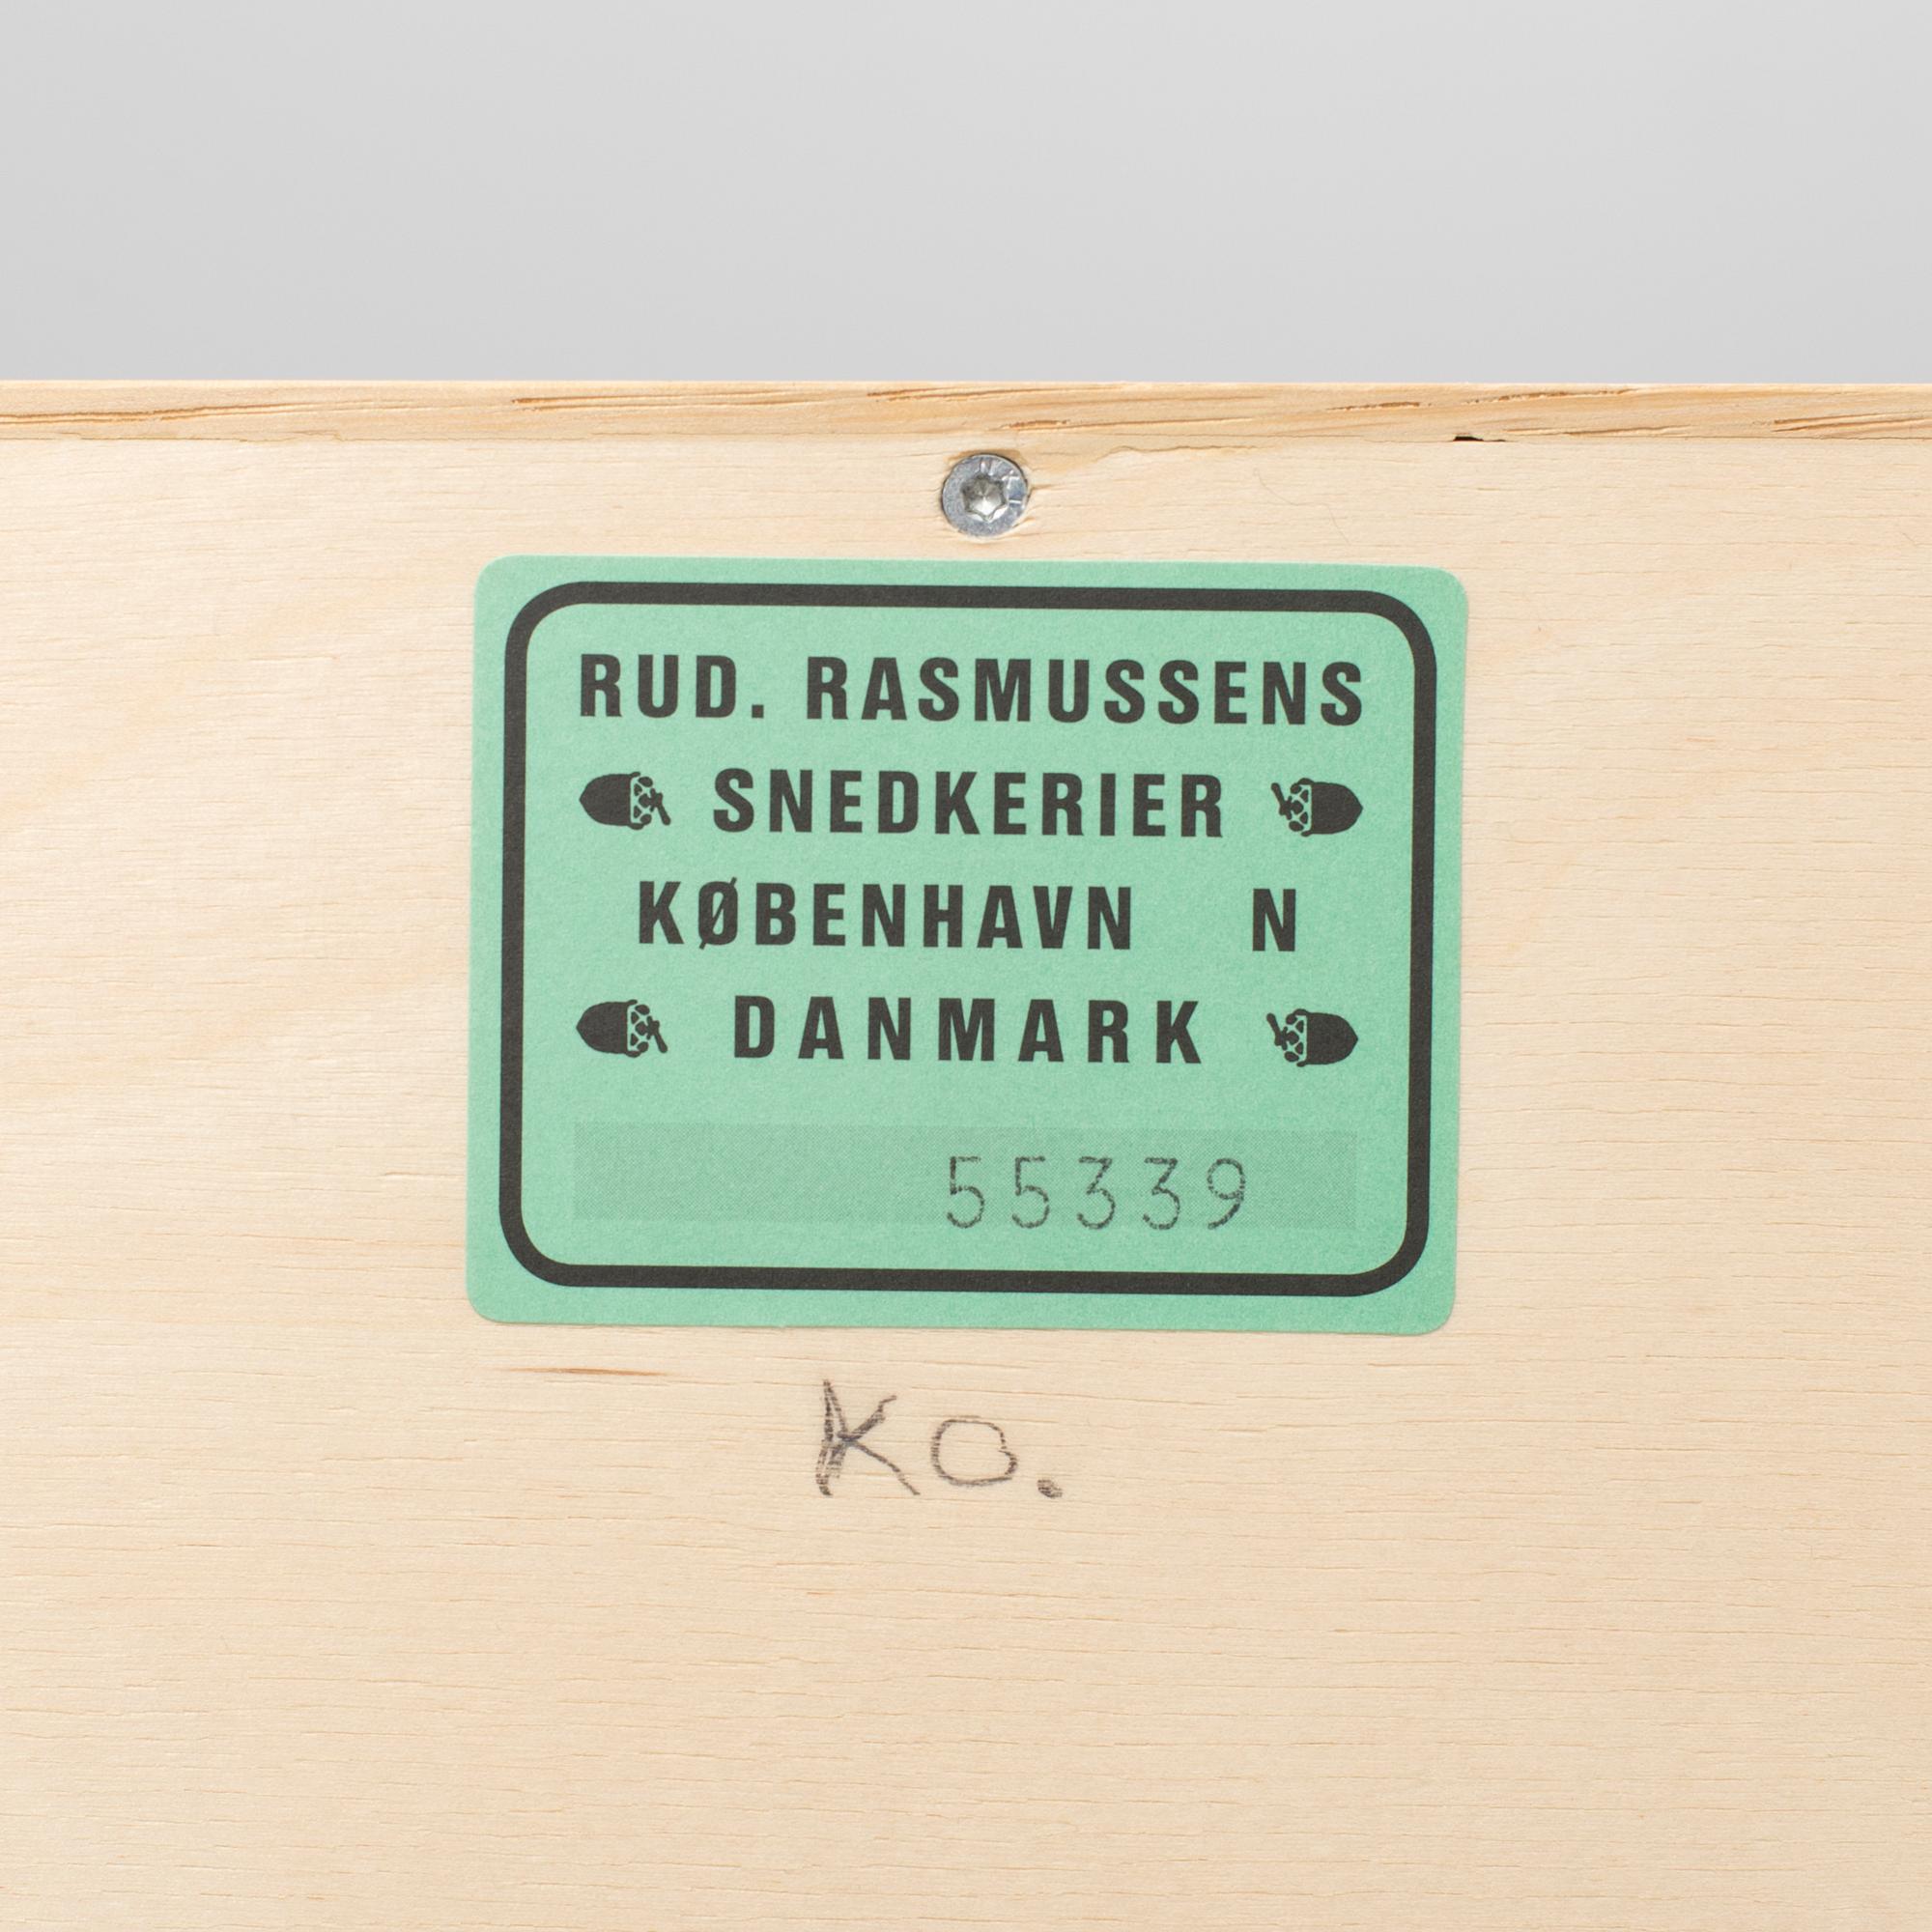 RUD. RASMUSSENS
SNEDKERIER
KØBENHAVN N
DANMARK
55339
Ko.